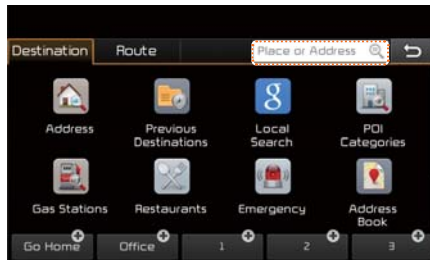 Destination
Route
Place or Address
Address
Previous
Destinations
Local
Search
POI
Categories
Gas Stations
Restaurants
Emergency
Address
Book
Go Home
Office
1
2
3